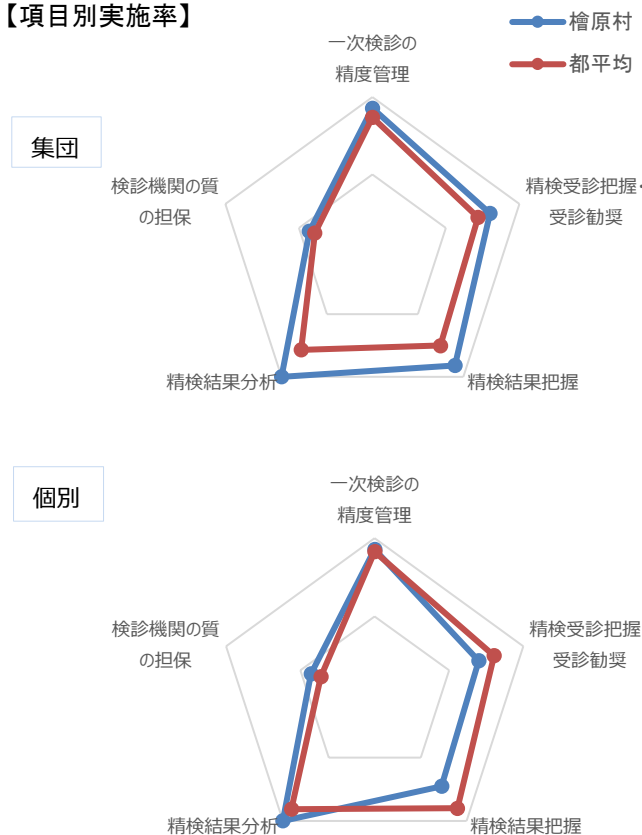 【項目別実施率】
檜原村
都平均
集団
一次検診の
精度管理
精検受診把握・
受診勧奨
精検結果把握
精検結果分析
検診機関の質
の担保
個別
一次検診の
精度管理
精検受診把握
受診勧奨
精検結果把握
精検結果分析
検診機関の質
の担保